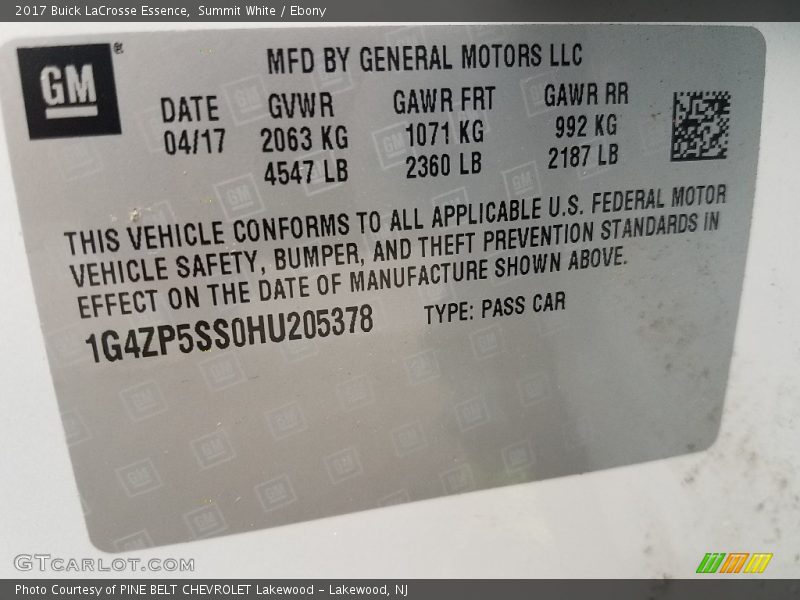 2017 Buick LaCrosse Essence, Summit White / Ebony
GM ®
MFD BY GENERAL MOTORS LLC
DATE GVWR GAWR FRT GAWR RR
04/17 2063 KG 1071 KG 992 KG
4547 LB 2360 LB 2187 LB
THIS VEHICLE CONFORMS TO ALL APPLICABLE U.S. FEDERAL MOTOR
VEHICLE SAFETY, BUMPER, AND THEFT PREVENTION STANDARDS IN
EFFECT ON THE DATE OF MANUFACTURE SHOWN ABOVE.
1G4ZP5SS0HU205378 TYPE: PASS CAR
GTCARLOT.COM
Photo Courtesy of PINE BELT CHEVROLET Lakewood - Lakewood, NJ